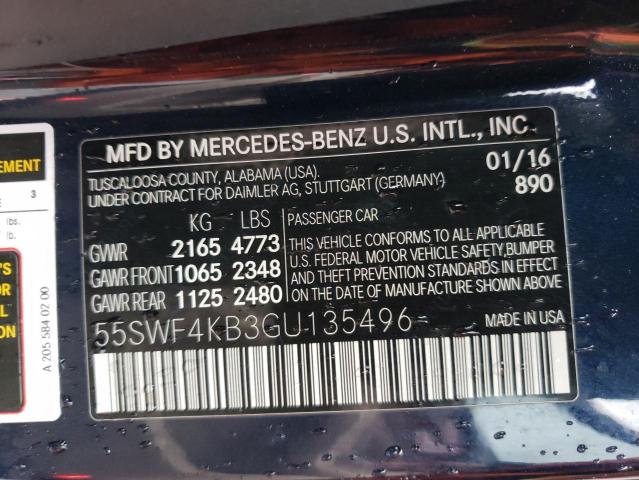 MFD BY MERCEDES-BENZ U.S. INTL., INC.
TUSCALOOSA COUNTY, ALABAMA (USA). 01/16
UNDER CONTRACT FOR DAIMLER AG, STUTTGART (GERMANY) 890
KG LBS PASSENGER CAR
GVWR 2165 4773
GAWR FRONT 1065 2348
GAWR REAR 1125 2480
THIS VEHICLE CONFORMS TO ALL APPLICABLE
U.S. FEDERAL MOTOR VEHICLE SAFETY, BUMPER
AND THEFT PREVENTION STANDARDS IN EFFECT
ON THE DATE OF MANUFACTURE SHOWN ABOVE
55SWF4KB3GU135496
MADE IN USA
EMENT
3
lbs.
lb.
A 205 584 02 00